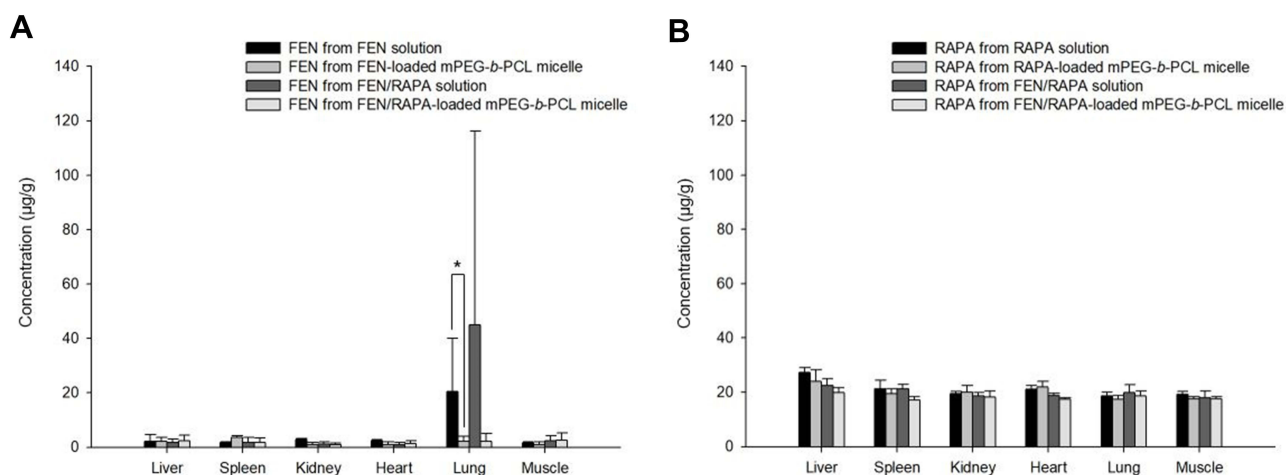 A
FEN from FEN solution
FEN from FEN-loaded mPEG-b-PCL micelle
FEN from FEN/RAPA solution
FEN from FEN/RAPA-loaded mPEG-b-PCL micelle
140
120
100
80
60
40
20
0
Concentration (µg/g)
*
Liver Spleen Kidney Heart Lung Muscle
B
RAPA from RAPA solution
RAPA from RAPA-loaded mPEG-b-PCL micelle
RAPA from FEN/RAPA solution
RAPA from FEN/RAPA-loaded mPEG-b-PCL micelle
140
120
100
80
60
40
20
0
Concentration (µg/g)
Liver Spleen Kidney Heart Lung Muscle